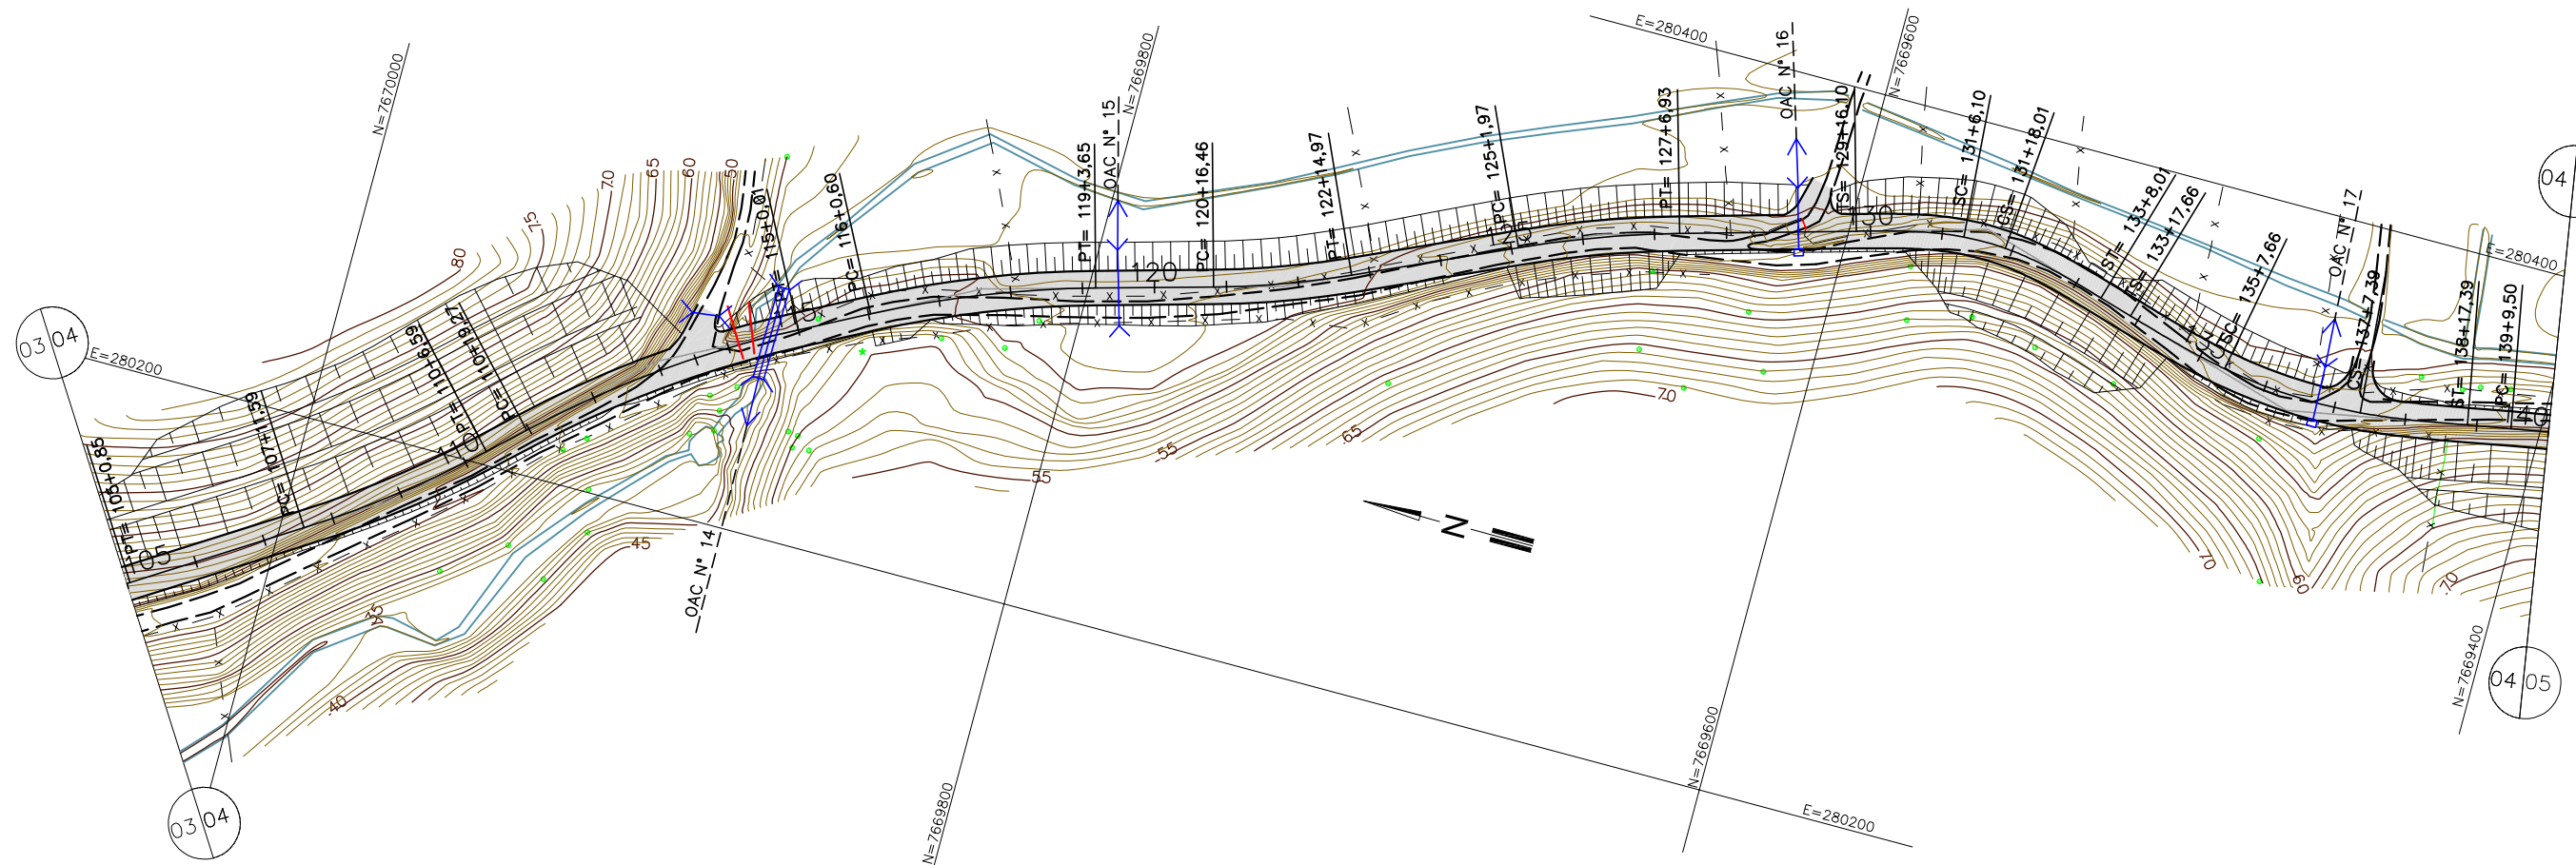 03 04
E=280200
N=7670000
80
75
70
65
60
50
PT= 105+0,85
105
PC= 107+11,59
PT= 110+6,59
PC= 110+19,27
110
PT= 115+0,01
115
PC= 116+0,60
OAC N° 14
45
45
40
03 04
PT= 119+3,65
OAC N° 15
N=7669800
120
PC= 120+16,46
PT= 122+14,97
PC= 125+1,97
125
PT= 127+6,93
E=280400
OAC N° 16
TS= 129+16,10
130
N=7669600
SC= 131+6,10
CS= 131+18,01
ST= 133+8,01
TS= 133+17,66
135
SC= 135+7,66
OAC N° 17
CS= 137+7,39
ST= 138+17,39
PC= 139+9,50
140
E=280400
04
55
55
65
70
N
70
60
70
N=7669400
04 05
N=7669800
N=7669600
E=280200